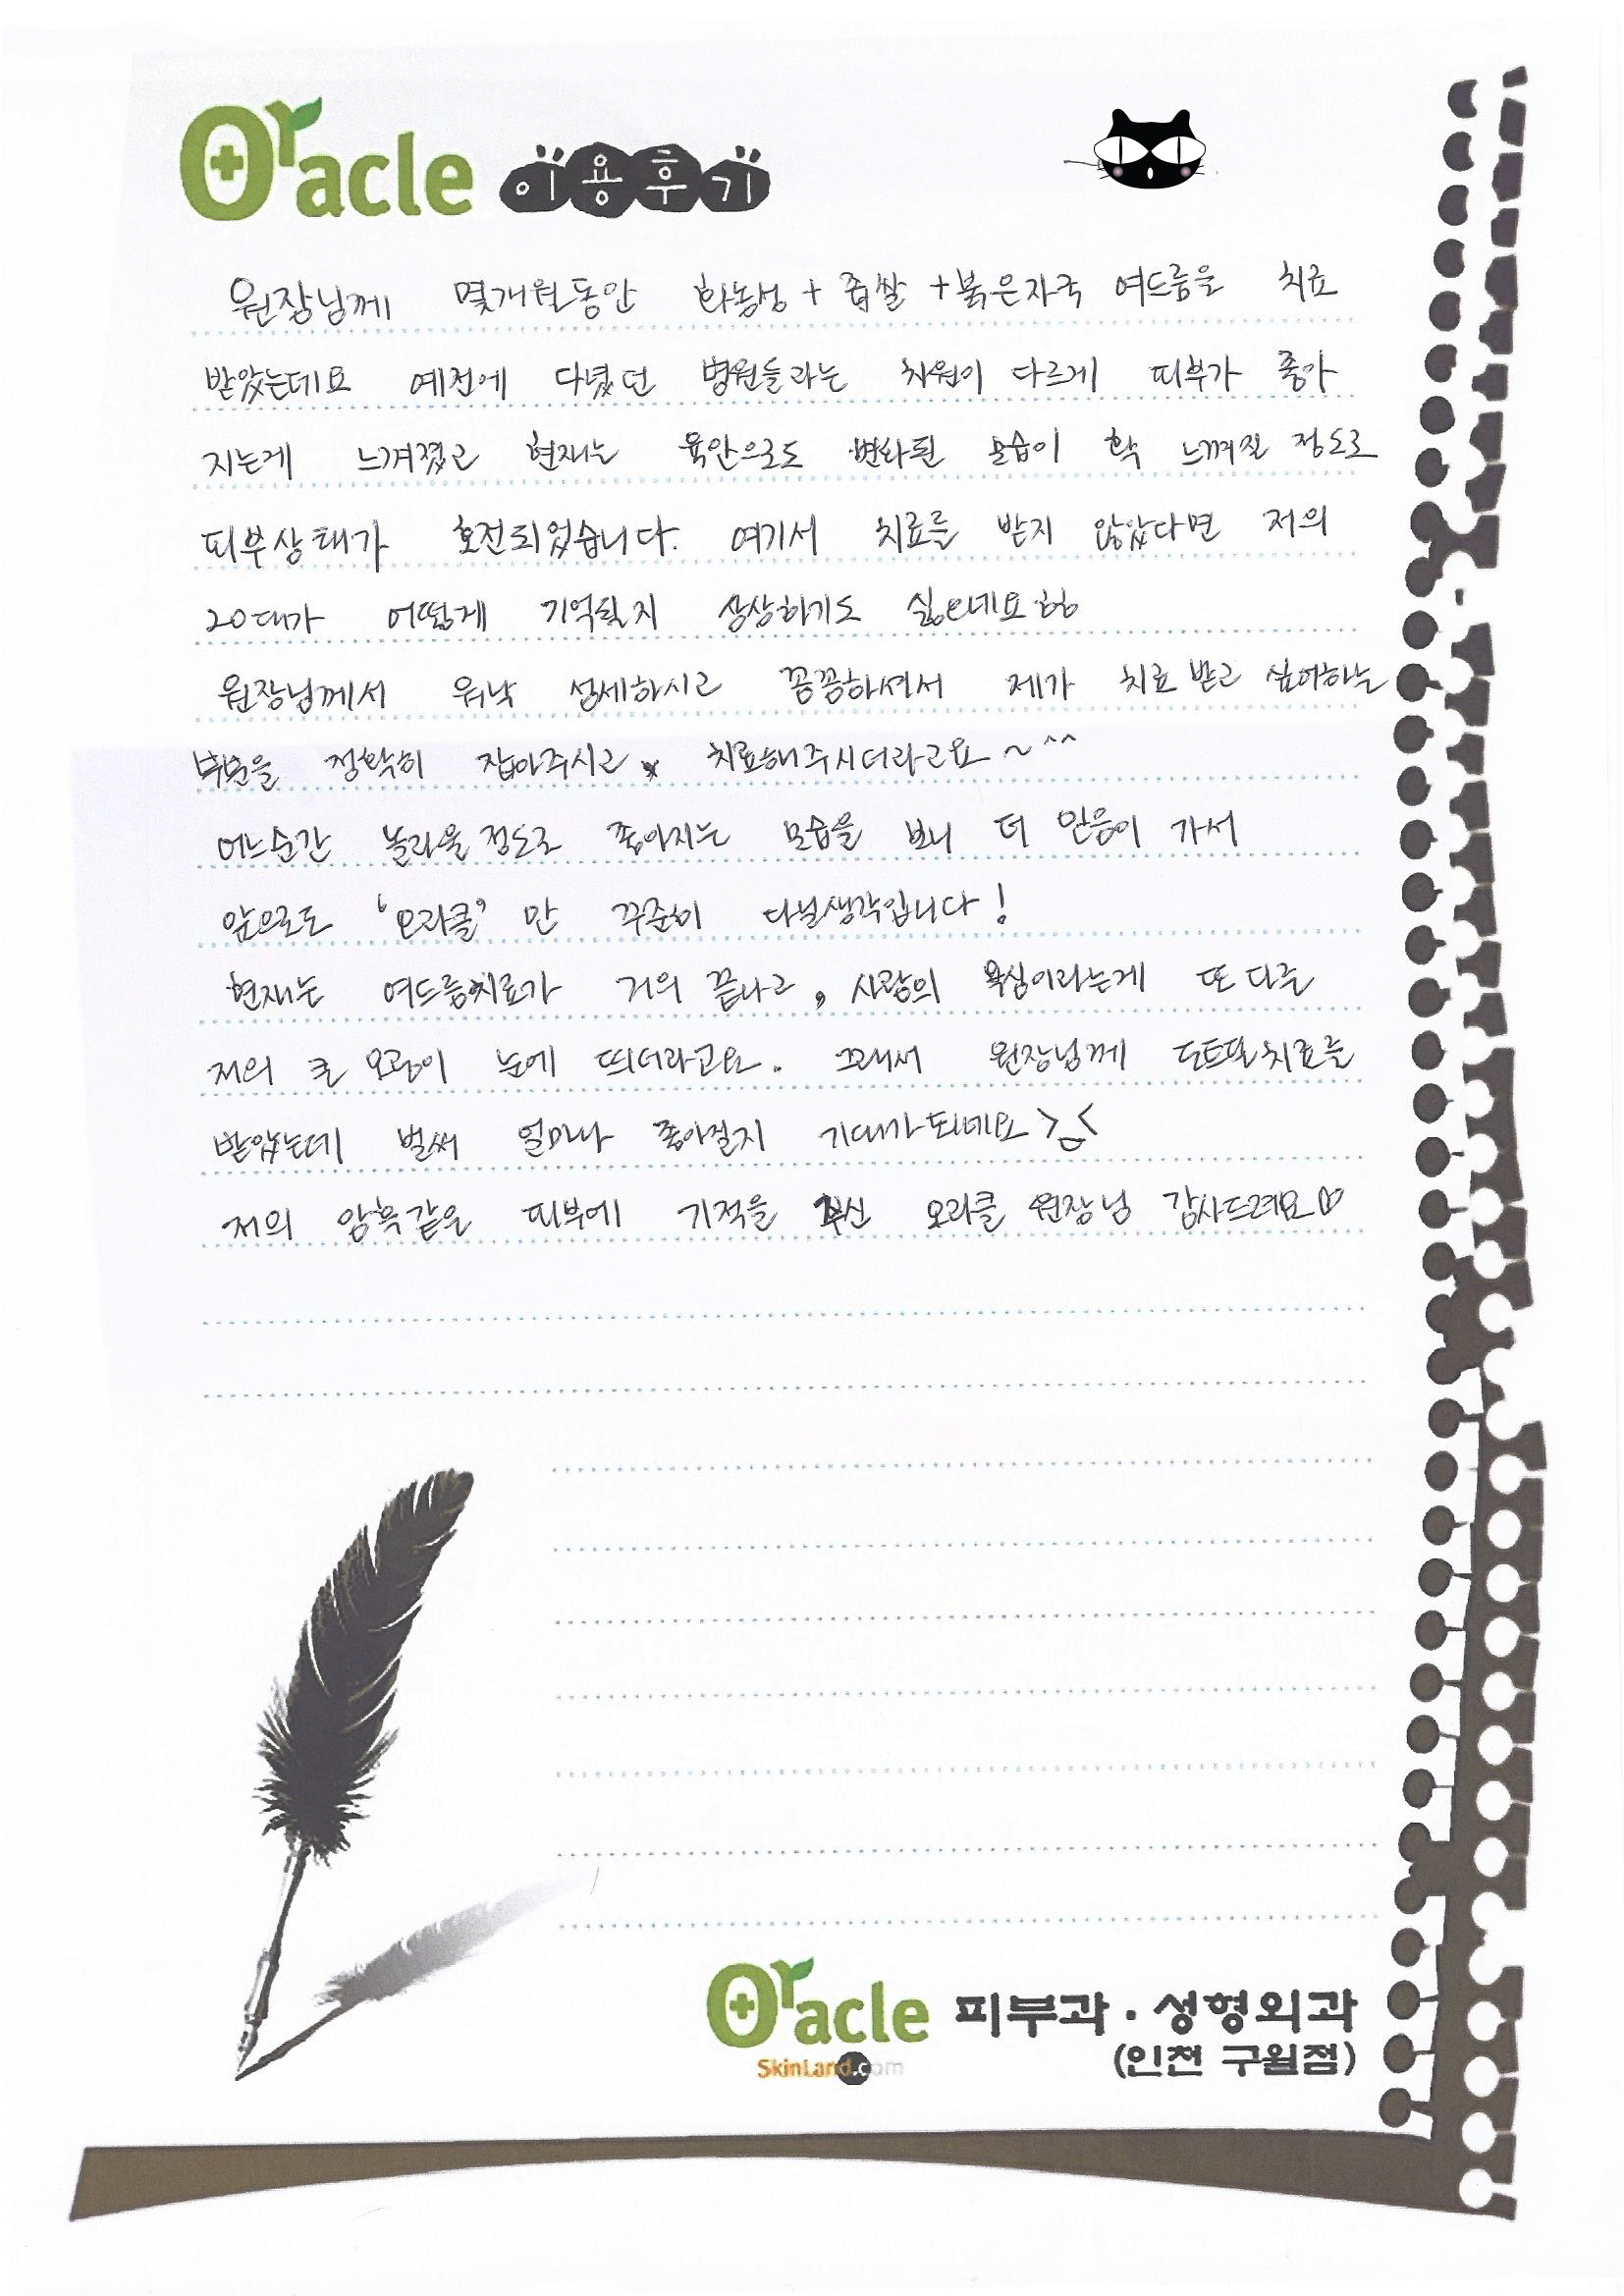 Oracle 이용후기
원장님께 몇개월동안 화농성 + 좁쌀 + 붉은자국 여드름을 치료
받았는데요 예전에 다녔던 병원들과는 차원이 다르게 피부가 좋아
지는게 느껴졌고 현재는 육안으로도 변화된 모습이 확 느껴질 정도로
피부상태가 호전되었습니다. 여기서 치료를 받지 않았다면 저의
20대가 어떻게 기억될지 상상하기도 싫으네요 ㅠㅠ
원장님께서 워낙 섬세하시고 꼼꼼하셔서 제가 치료 받고 싶어하는
부분을 정확히 잡아주시고 치료해주시더라고요 ~ ^^
어느순간 놀라울 정도로 좋아지는 모습을 보니 더 믿음이 가서
앞으로도 '오라클' 만 꾸준히 다닐생각입니다!
현재는 여드름치료가 거의 끝나고, 사람의 욕심이라는게 또 다른
저의 큰 모공이 눈에 띄더라고요. 그래서 원장님께 도트필치료를
받았는데 벌써 얼마나 좋아질지 기대가되네요 >_<
저의 암흑같은 피부에 기적을 주신 오라클 원장님 감사드려요♡
Oracle 피부과 · 성형외과
SkinLand.com (인천 구월점)